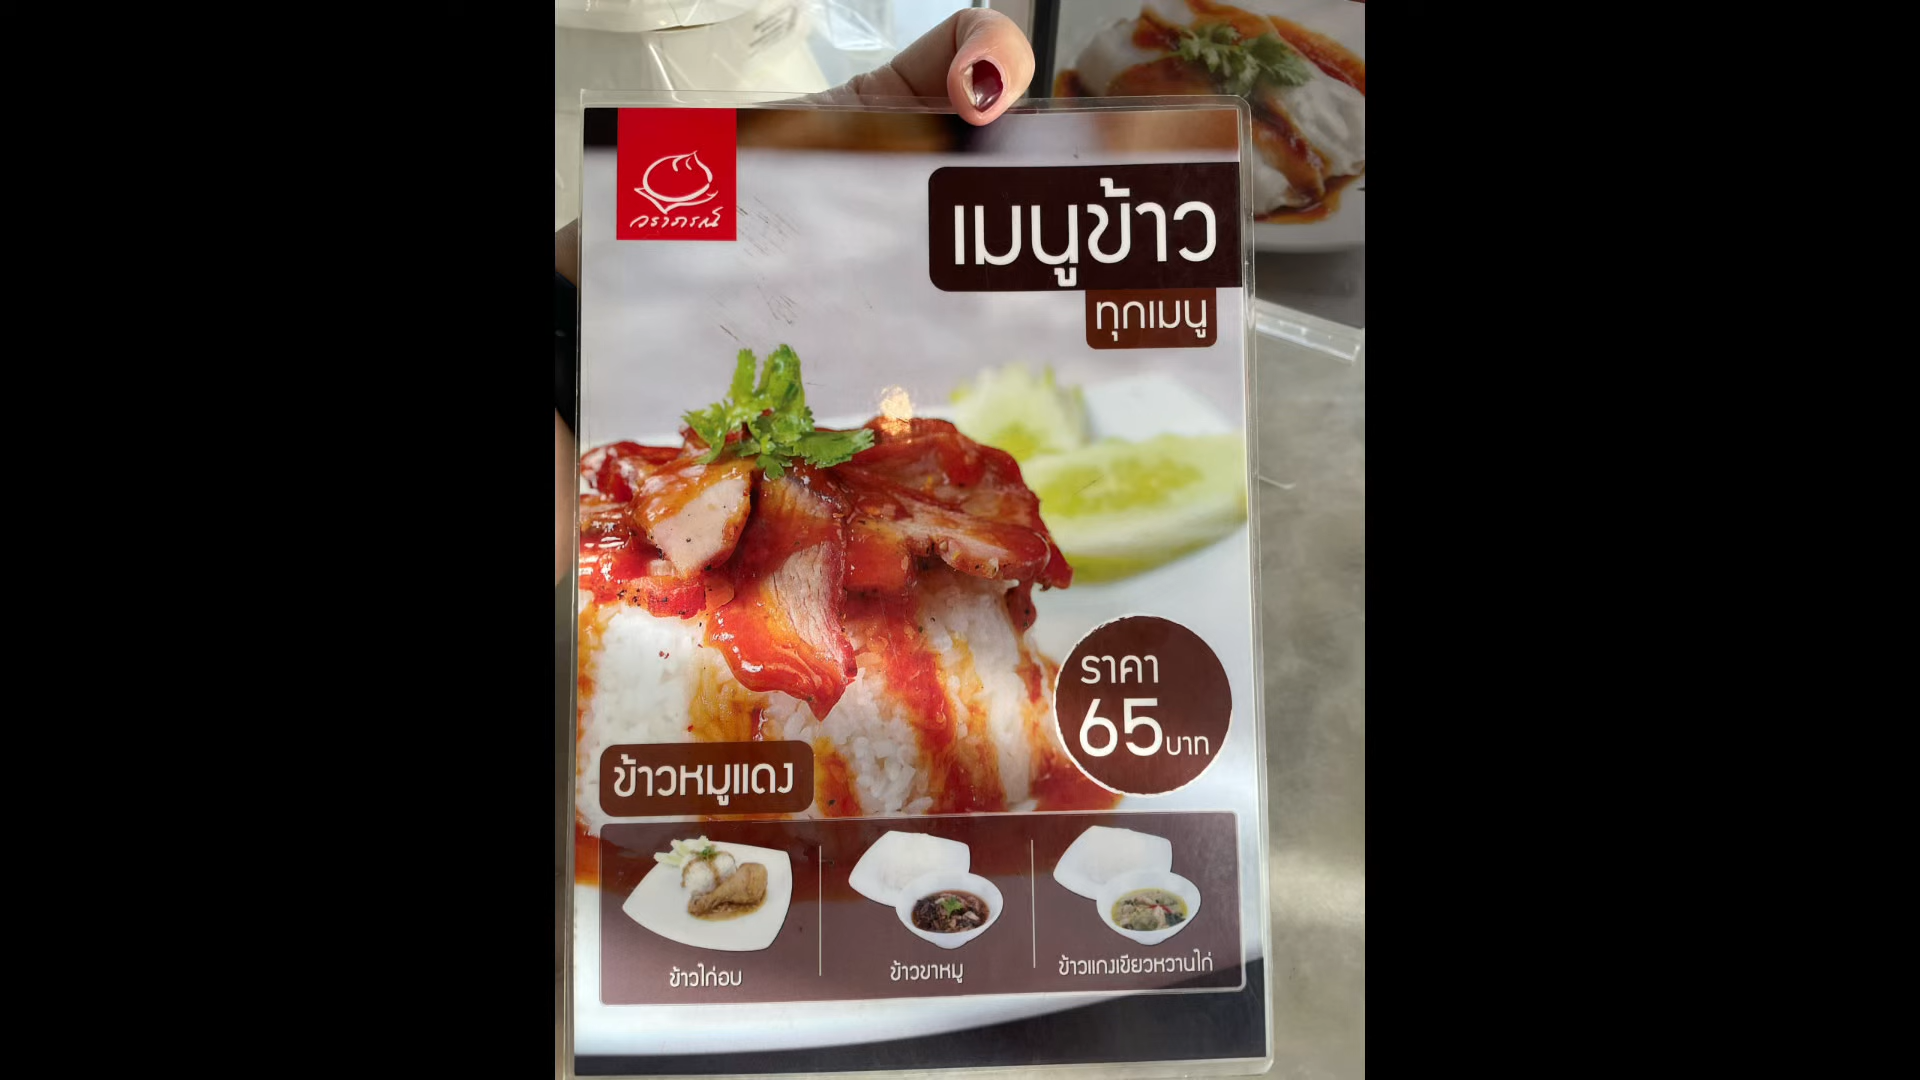 วราภรณ์
เมนูข้าว
ทุกเมนู
ราคา
65บาท
ข้าวหมูแดง
ข้าวไก่อบ
ข้าวขาหมู
ข้าวแกงเขียวหวานไก่